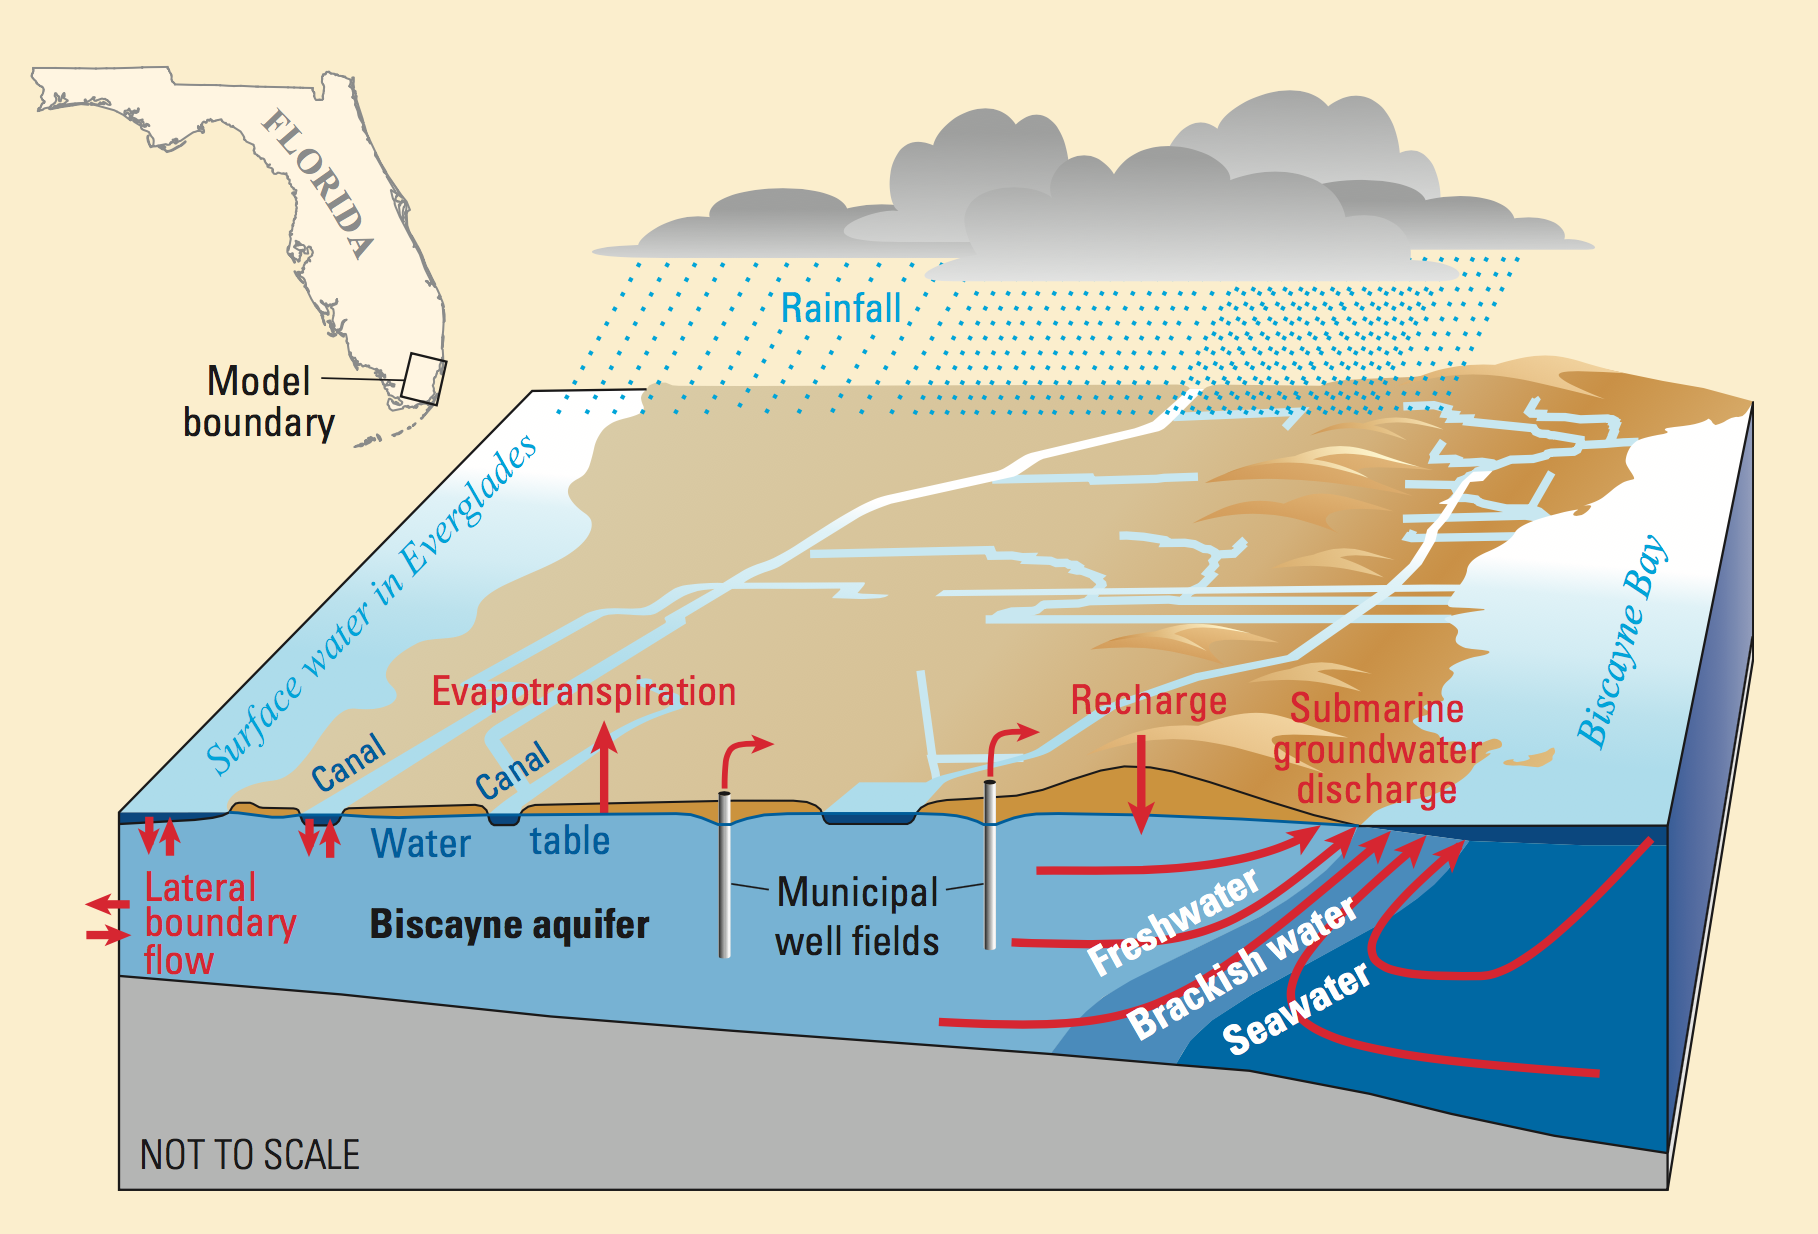 FLORIDA
Model
boundary
Rainfall
Surface water in Everglades
Biscayne Bay
Evapotranspiration
Recharge
Submarine
groundwater
discharge
Canal
Canal
Water table
Lateral
boundary
flow
Biscayne aquifer
Municipal
well fields
Freshwater
Brackish water
Seawater
NOT TO SCALE